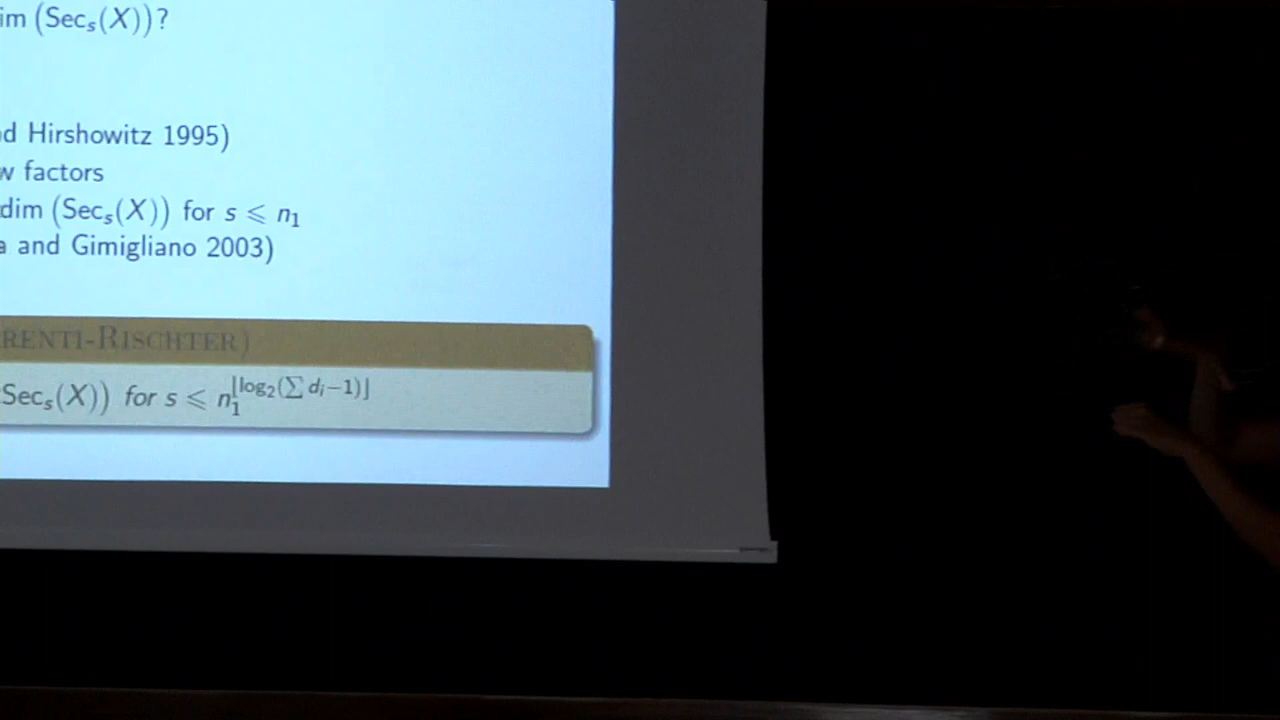 im (Sec_s(X))?
d Hirshowitz 1995)
w factors
dim (Sec_s(X)) for s ⩽ n_1
a and Gimigliano 2003)
RENTI-RISCHTER)
Sec_s(X)) for s ⩽ n_1^{⌊log_2(∑ d_i−1)⌋}